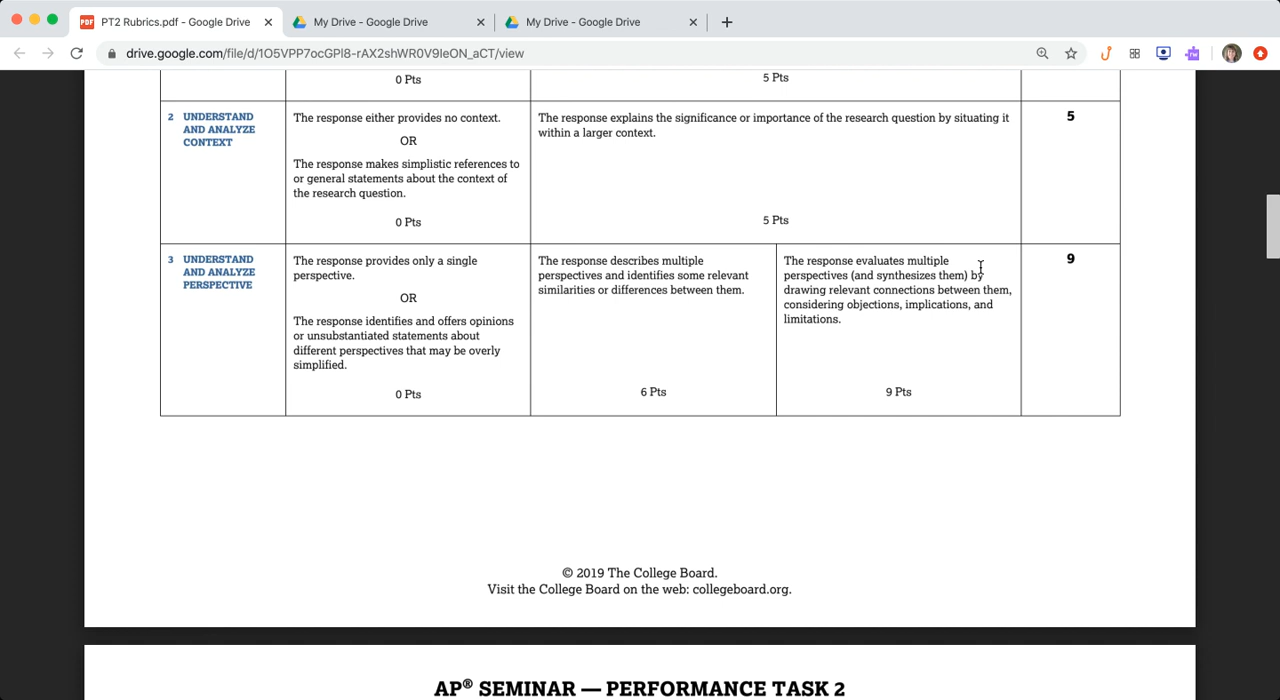 PT2 Rubrics.pdf - Google Drive
My Drive - Google Drive
My Drive - Google Drive
drive.google.com/file/d/1O5VPP7ocGPl8-rAX2shWR0V9IeON_aCT/view
0 Pts
5 Pts
2 UNDERSTAND
AND ANALYZE
CONTEXT
The response either provides no context.
OR
The response makes simplistic references to
or general statements about the context of
the research question.
0 Pts
The response explains the significance or importance of the research question by situating it
within a larger context.
5 Pts
5
3 UNDERSTAND
AND ANALYZE
PERSPECTIVE
The response provides only a single
perspective.
OR
The response identifies and offers opinions
or unsubstantiated statements about
different perspectives that may be overly
simplified.
0 Pts
The response describes multiple
perspectives and identifies some relevant
similarities or differences between them.
6 Pts
The response evaluates multiple
perspectives (and synthesizes them) by
drawing relevant connections between them,
considering objections, implications, and
limitations.
9 Pts
9
© 2019 The College Board.
Visit the College Board on the web: collegeboard.org.
AP® SEMINAR — PERFORMANCE TASK 2